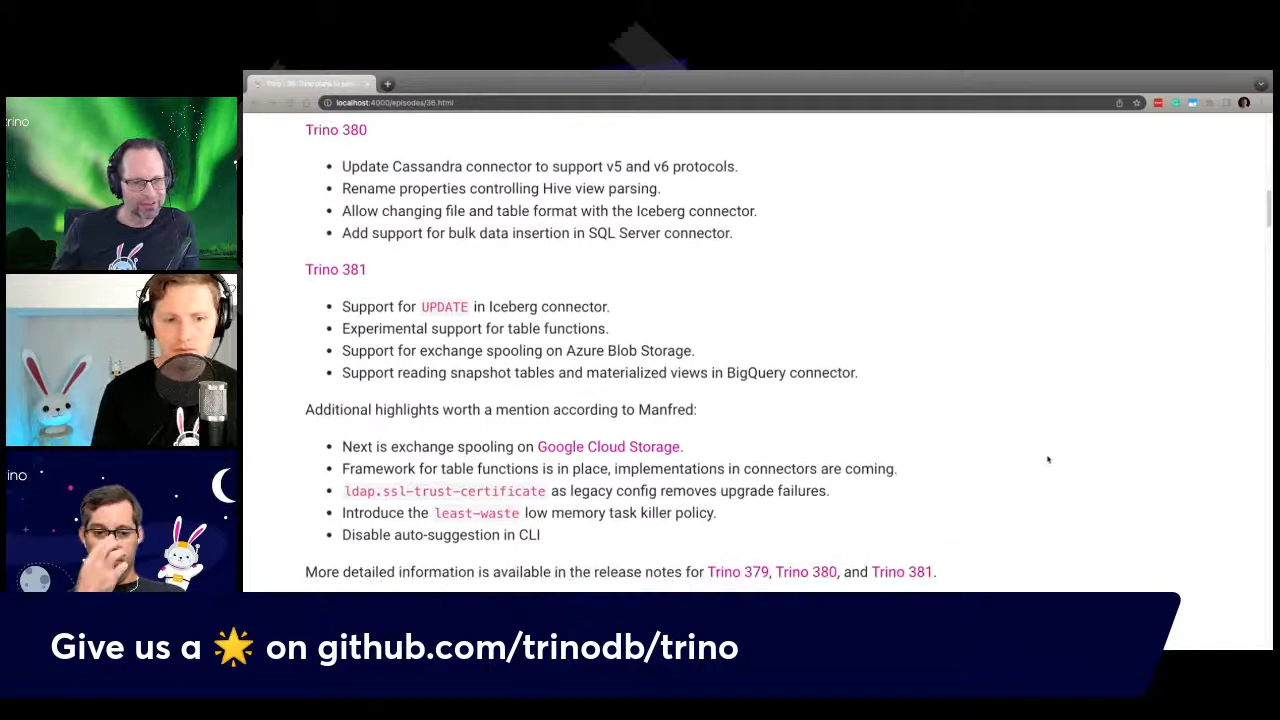 localhost:4000/episodes/36.html
Trino 380
Update Cassandra connector to support v5 and v6 protocols.
Rename properties controlling Hive view parsing.
Allow changing file and table format with the Iceberg connector.
Add support for bulk data insertion in SQL Server connector.
Trino 381
Support for UPDATE in Iceberg connector.
Experimental support for table functions.
Support for exchange spooling on Azure Blob Storage.
Support reading snapshot tables and materialized views in BigQuery connector.
Additional highlights worth a mention according to Manfred:
Next is exchange spooling on Google Cloud Storage.
Framework for table functions is in place, implementations in connectors are coming.
ldap.ssl-trust-certificate as legacy config removes upgrade failures.
Introduce the least-waste low memory task killer policy.
Disable auto-suggestion in CLI
More detailed information is available in the release notes for Trino 379, Trino 380, and Trino 381.
rino
rino
Give us a 🌟 on github.com/trinodb/trino